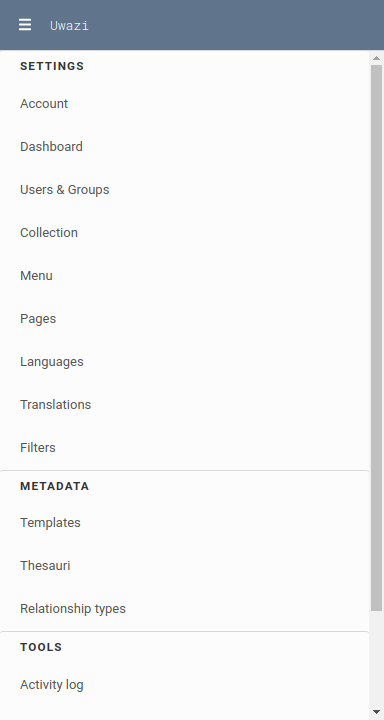 Uwazi
SETTINGS
Account
Dashboard
Users & Groups
Collection
Menu
Pages
Languages
Translations
Filters
METADATA
Templates
Thesauri
Relationship types
TOOLS
Activity log